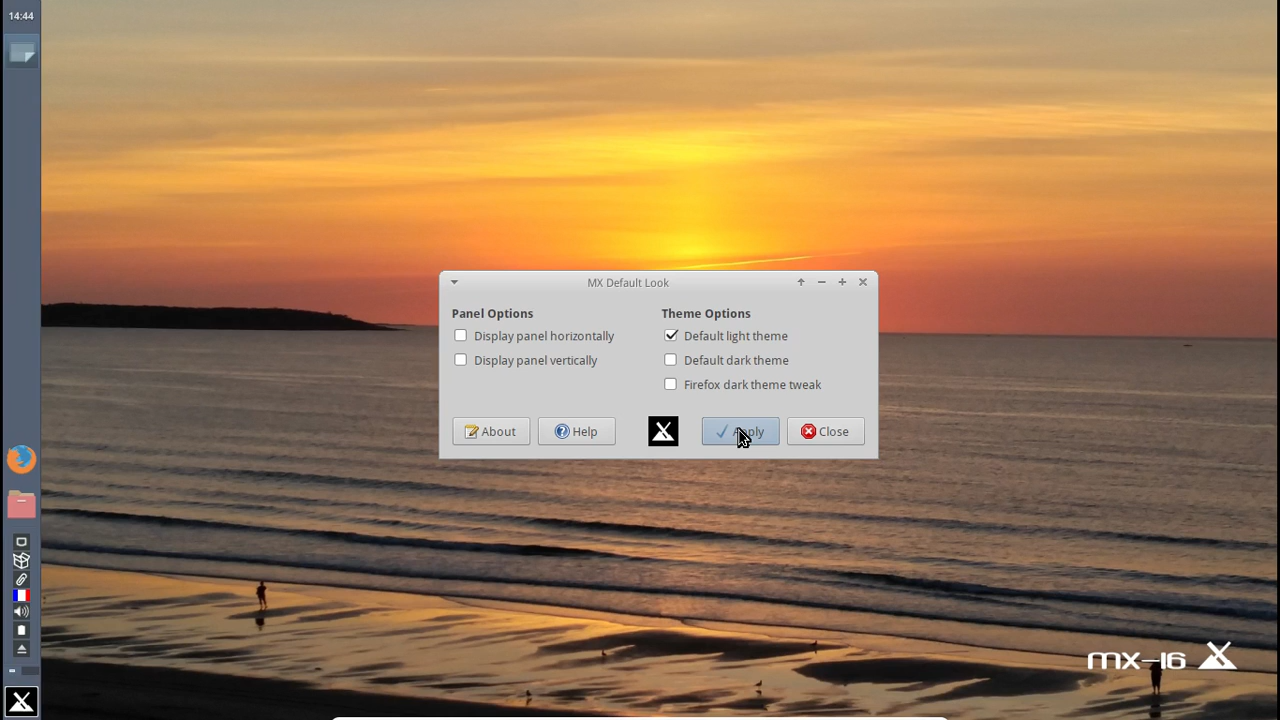 14:44
MX Default Look
Panel Options
Display panel horizontally
Display panel vertically
Theme Options
Default light theme
Default dark theme
Firefox dark theme tweak
About
Help
Apply
Close
mx-16